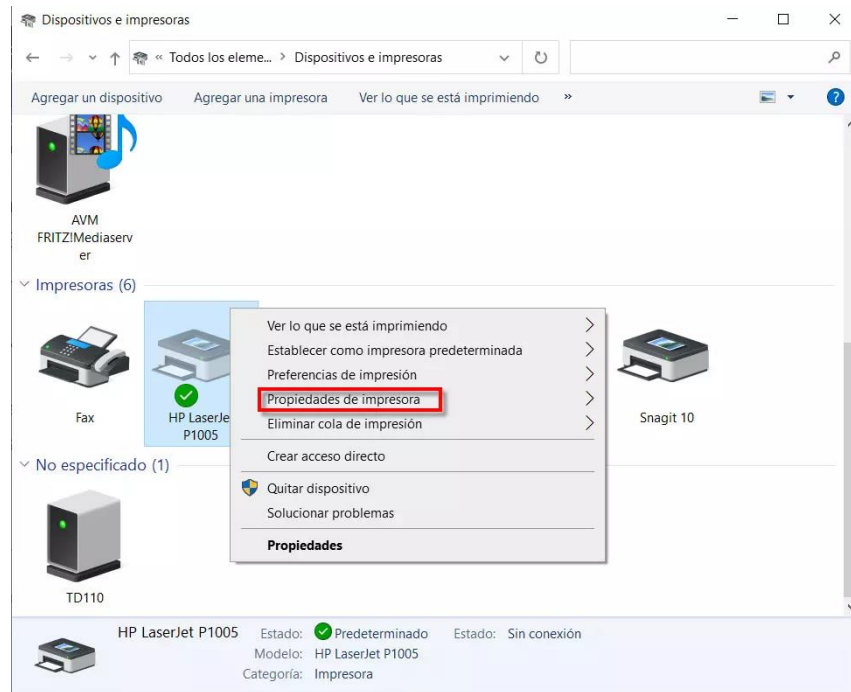 Dispositivos e impresoras
« Todos los eleme... > Dispositivos e impresoras
Agregar un dispositivo Agregar una impresora Ver lo que se está imprimiendo »
AVM
FRITZ!Mediaserv
er
Impresoras (6)
Fax
HP LaserJe
P1005
Snagit 10
Ver lo que se está imprimiendo
Establecer como impresora predeterminada
Preferencias de impresión
Propiedades de impresora
Eliminar cola de impresión
Crear acceso directo
Quitar dispositivo
Solucionar problemas
Propiedades
No especificado (1)
TD110
HP LaserJet P1005 Estado: Predeterminado Estado: Sin conexión
Modelo: HP LaserJet P1005
Categoría: Impresora